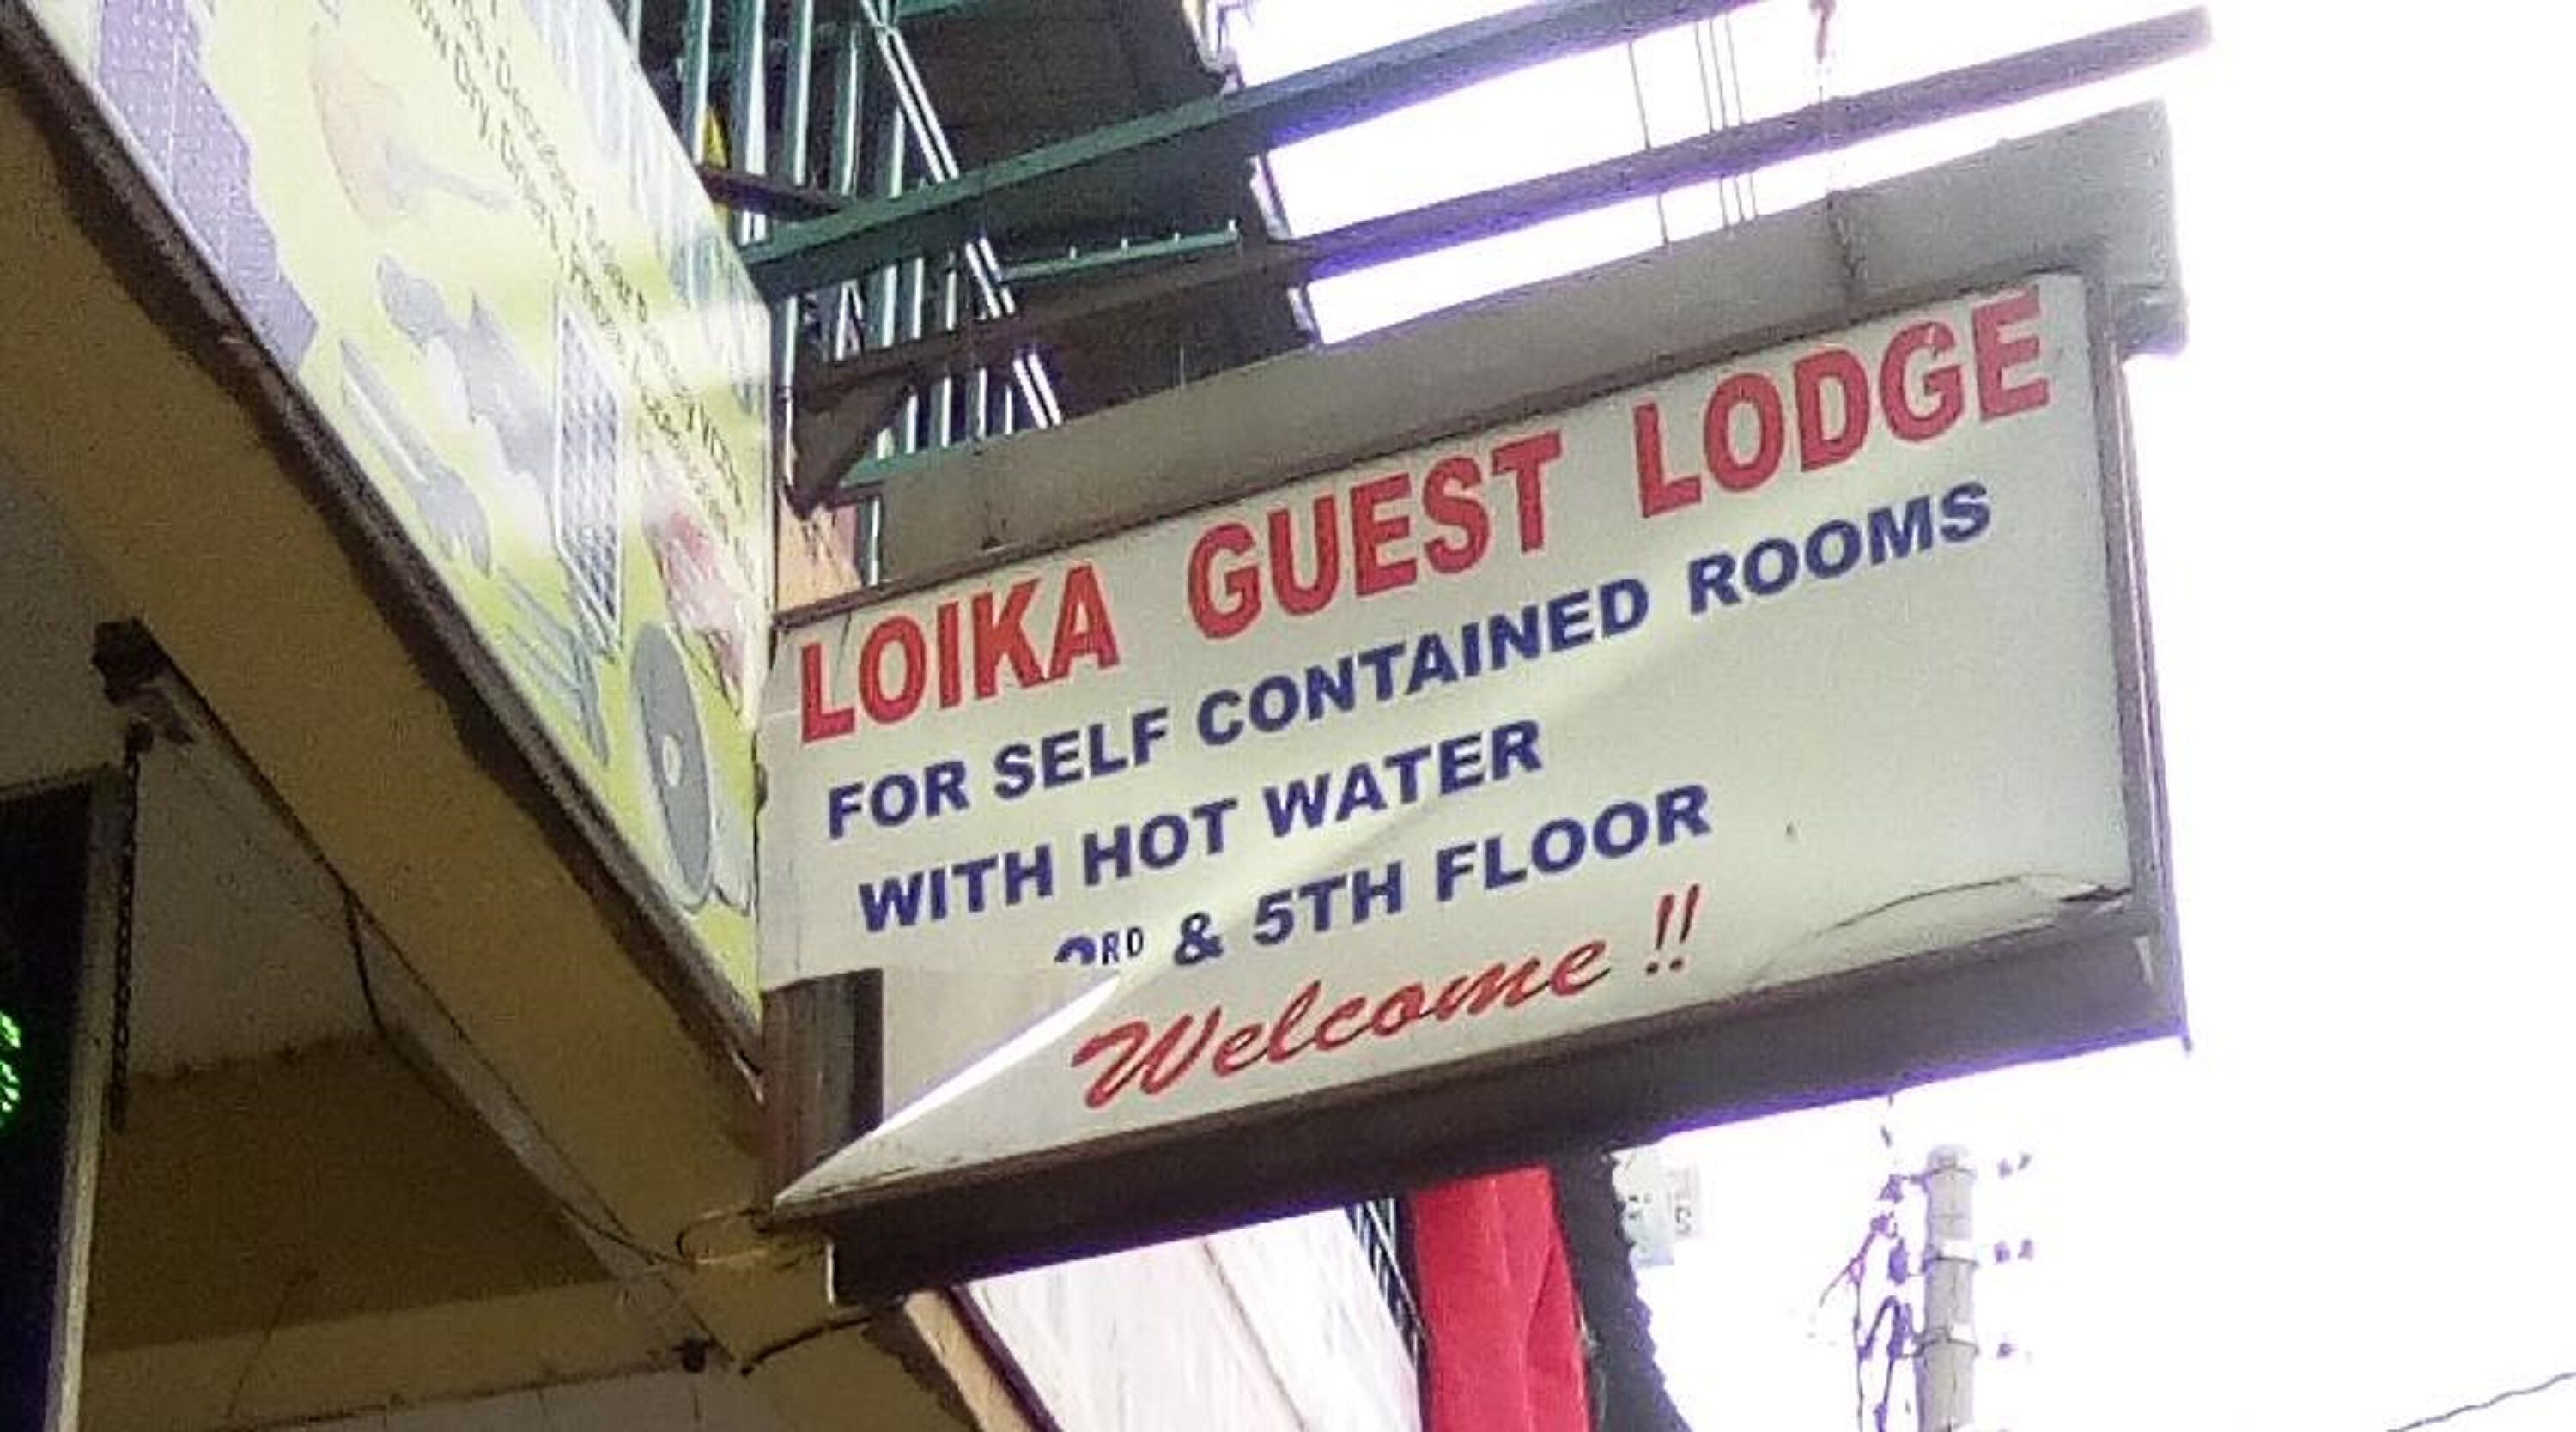 LOIKA GUEST LODGE
FOR SELF CONTAINED ROOMS
WITH HOT WATER
3RD & 5TH FLOOR
Welcome !!